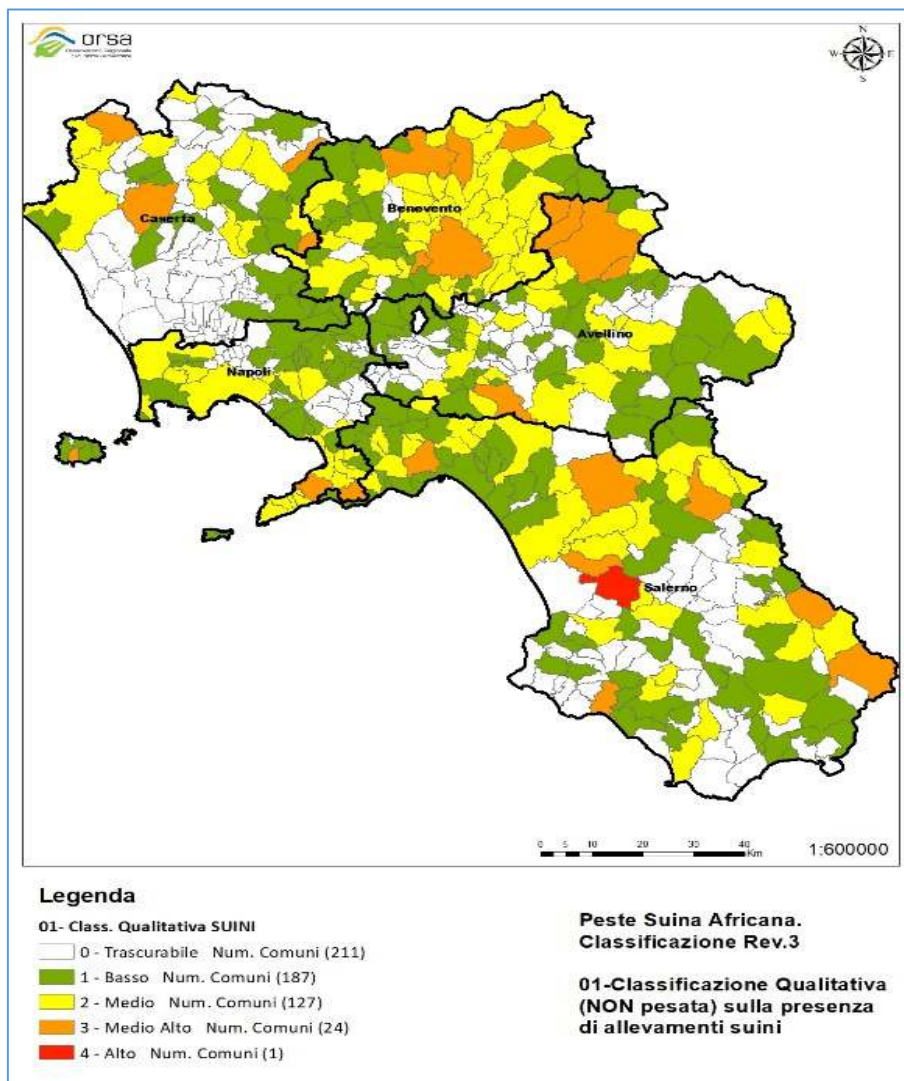 orsa
N
W E
S
Benevento
Caserta
Avellino
Napoli
Salerno
0 5 10 20 30 40
Km
1:600000
Legenda
01- Class. Qualitativa SUINI
0 - Trascurabile Num. Comuni (211)
1 - Basso Num. Comuni (187)
2 - Medio Num. Comuni (127)
3 - Medio Alto Num. Comuni (24)
4 - Alto Num. Comuni (1)
Peste Suina Africana.
Classificazione Rev.3
01-Classificazione Qualitativa
(NON pesata) sulla presenza
di allevamenti suini